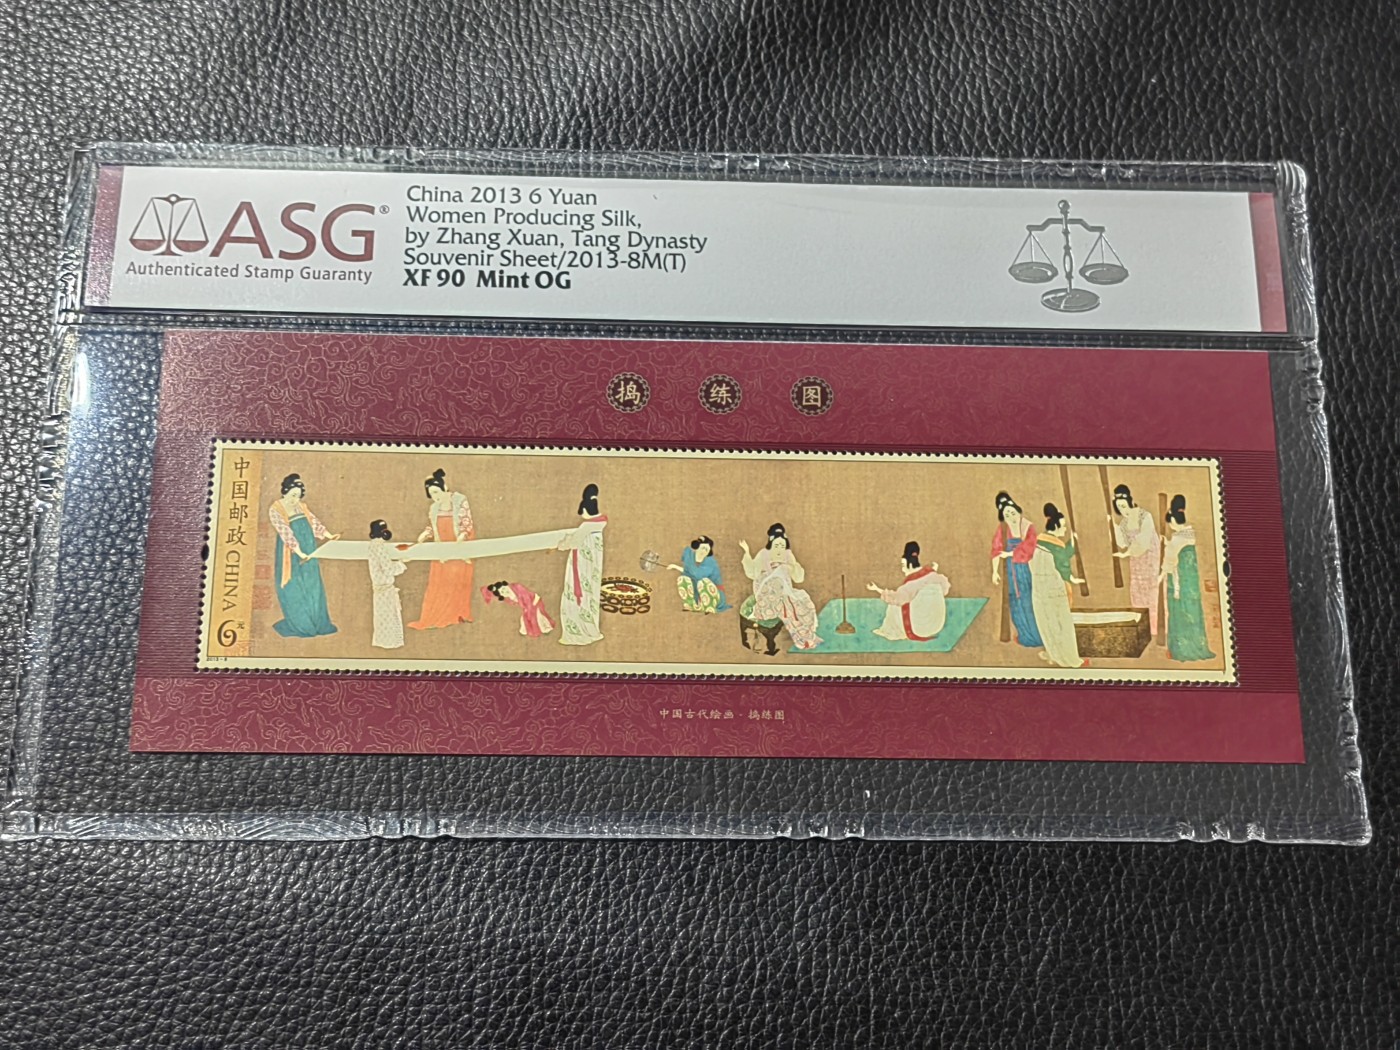 ASG®
Authenticated Stamp Guaranty
China 2013 6 Yuan
Women Producing Silk,
by Zhang Xuan, Tang Dynasty
Souvenir Sheet/2013-8M(T)
XF 90 Mint OG
捣 练 图
中国邮政 CHINA
6元
2013-8
中国古代绘画·捣练图